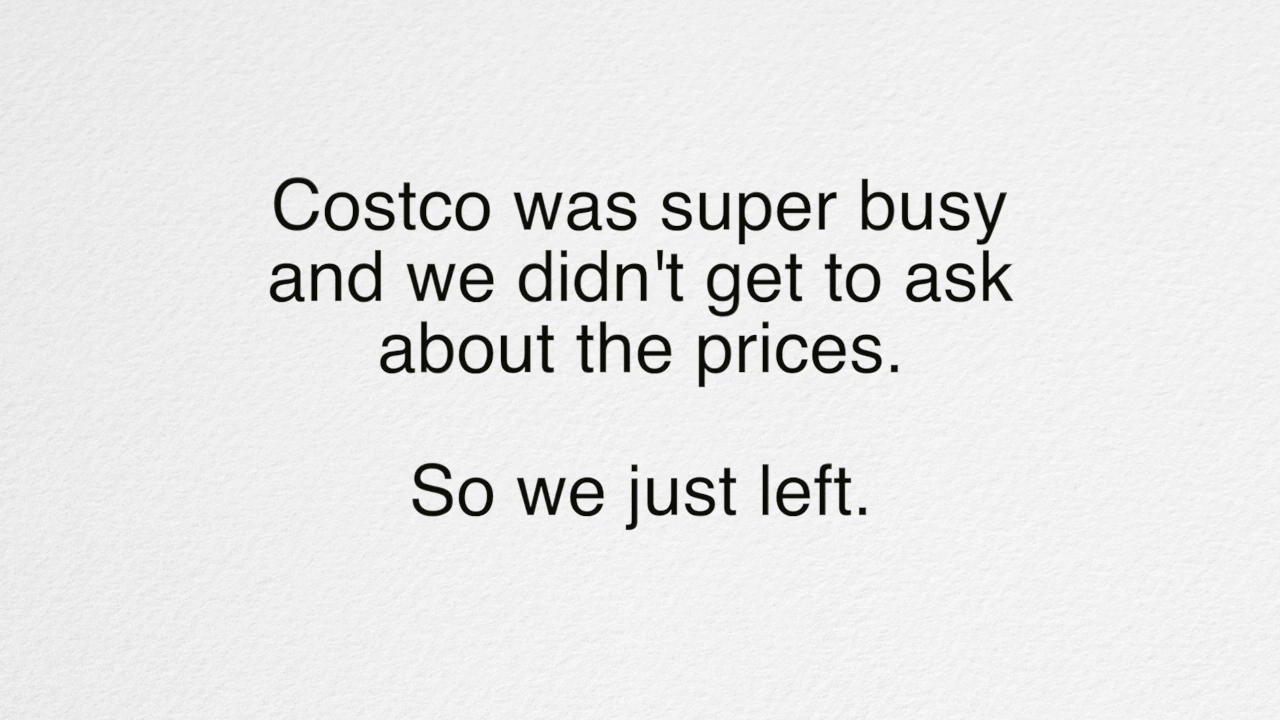 Costco was super busy
and we didn't get to ask
about the prices.
So we just left.